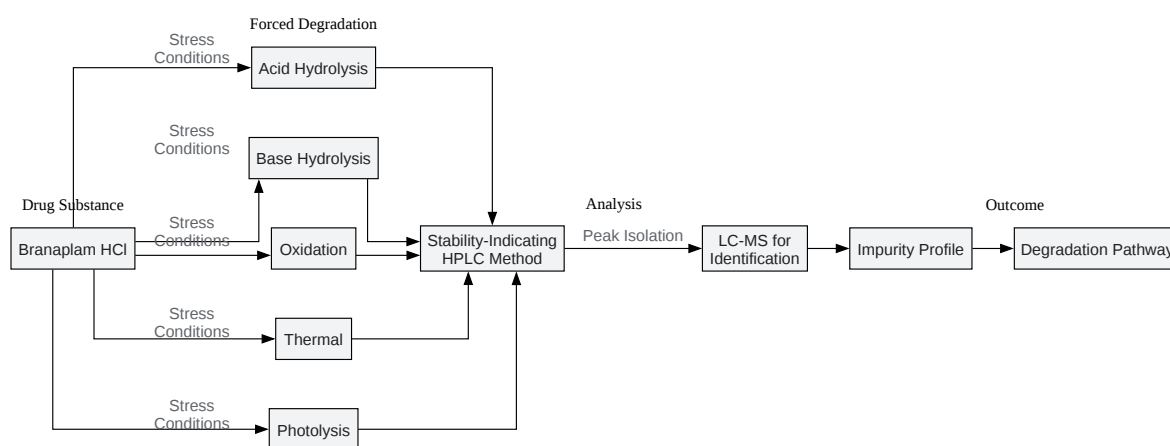 Forced Degradation
Stress
Conditions
Acid Hydrolysis
Stress
Conditions
Base Hydrolysis
Drug Substance
Branaplam HCl
Stress
Conditions
Oxidation
Stability-Indicating
HPLC Method
Analysis
Peak Isolation
LC-MS for
Identification
Outcome
Impurity Profile
Degradation Pathway
Stress
Conditions
Thermal
Stress
Conditions
Photolysis